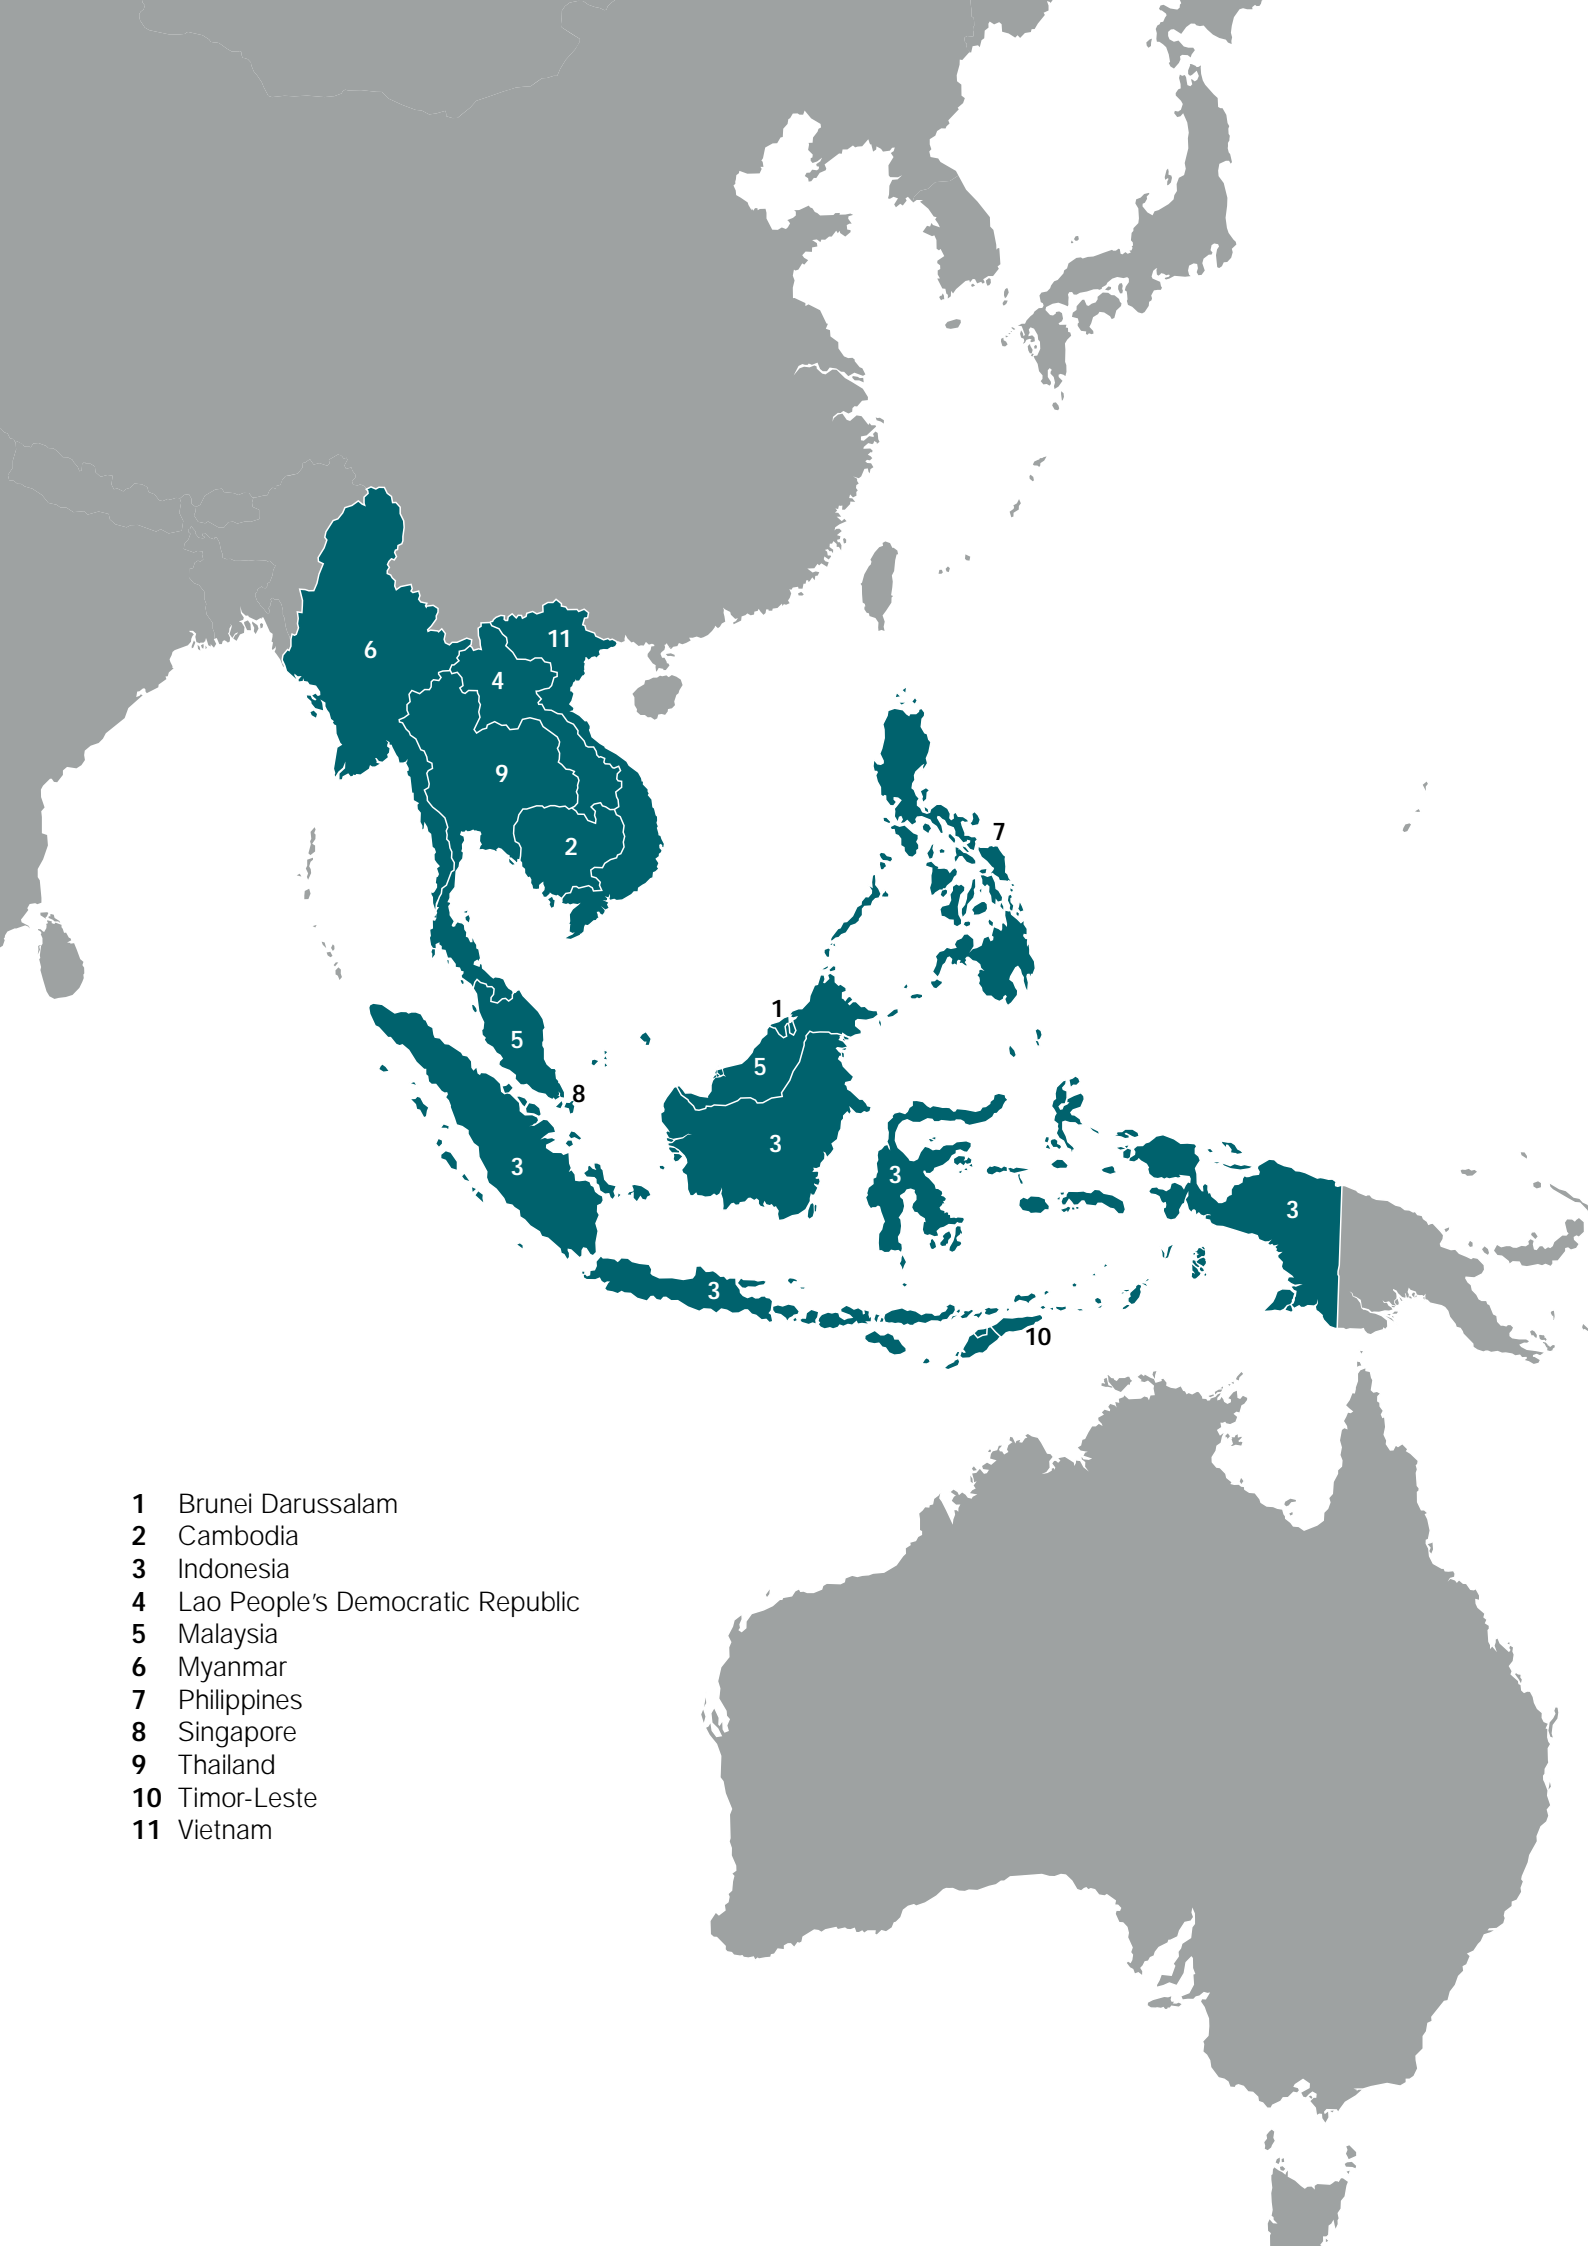 6
11
4
9
7
2
1
5
5
8
3
3
3
3
3
10
1 Brunei Darussalam
2 Cambodia
3 Indonesia
4 Lao People's Democratic Republic
5 Malaysia
6 Myanmar
7 Philippines
8 Singapore
9 Thailand
10 Timor-Leste
11 Vietnam